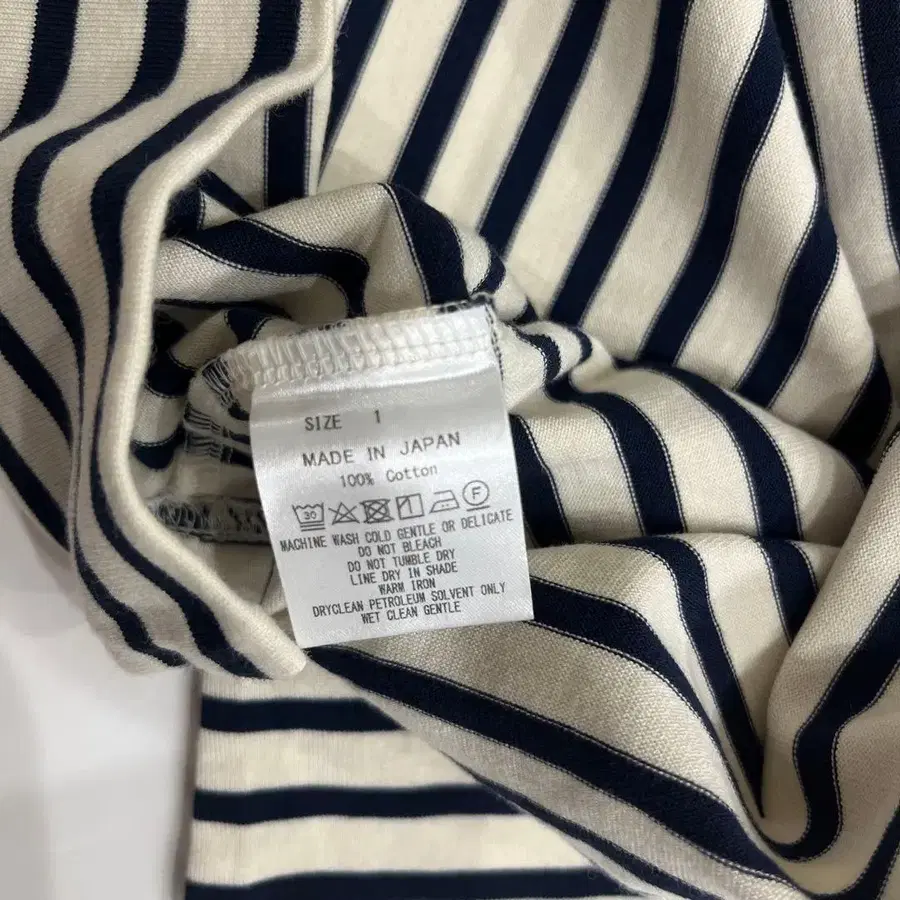 SIZE 1
MADE IN JAPAN
100% Cotton
30 F
MACHINE WASH COLD GENTLE OR DELICATE
DO NOT BLEACH
DO NOT TUMBLE DRY
LINE DRY IN SHADE
WARM IRON
DRYCLEAN PETROLEUM SOLVENT ONLY
WET CLEAN GENTLE